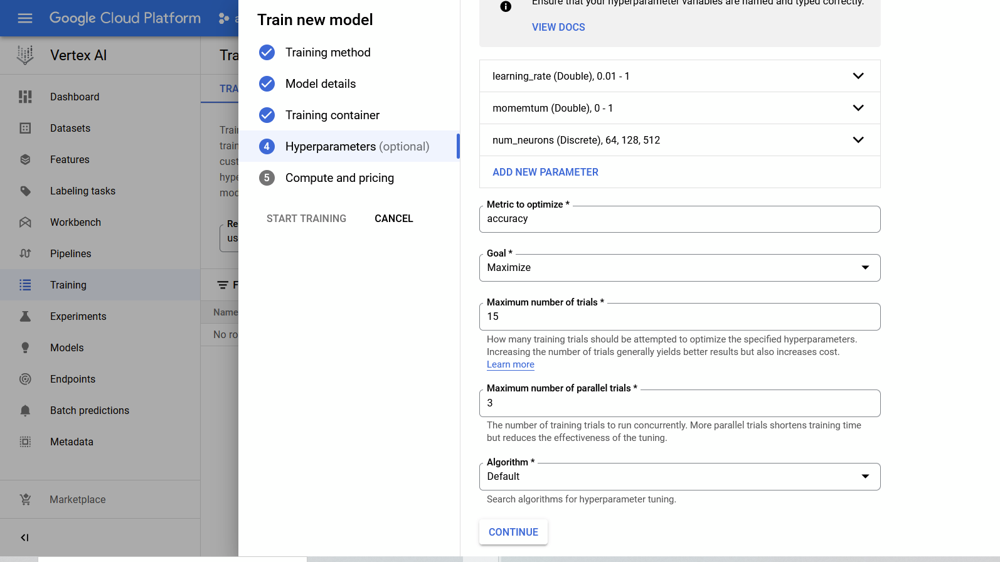 Google Cloud Platform
Vertex AI
Dashboard
Datasets
Features
Labeling tasks
Workbench
Pipelines
Training
Experiments
Models
Endpoints
Batch predictions
Metadata
Marketplace
Tra
TRA
Train
train
cust
hype
mod
Re
us
F
Name
No ro
Train new model
Training method
Model details
Training container
4 Hyperparameters (optional)
5 Compute and pricing
START TRAINING CANCEL
Ensure that your hyperparameter variables are named and typed correctly.
VIEW DOCS
learning_rate (Double), 0.01 - 1
momemtum (Double), 0 - 1
num_neurons (Discrete), 64, 128, 512
ADD NEW PARAMETER
Metric to optimize *
accuracy
Goal *
Maximize
Maximum number of trials *
15
How many training trials should be attempted to optimize the specified hyperparameters.
Increasing the number of trials generally yields better results but also increases cost.
Learn more
Maximum number of parallel trials *
3
The number of training trials to run concurrently. More parallel trials shortens training time
but reduces the effectiveness of the tuning.
Algorithm *
Default
Search algorithms for hyperparameter tuning.
CONTINUE